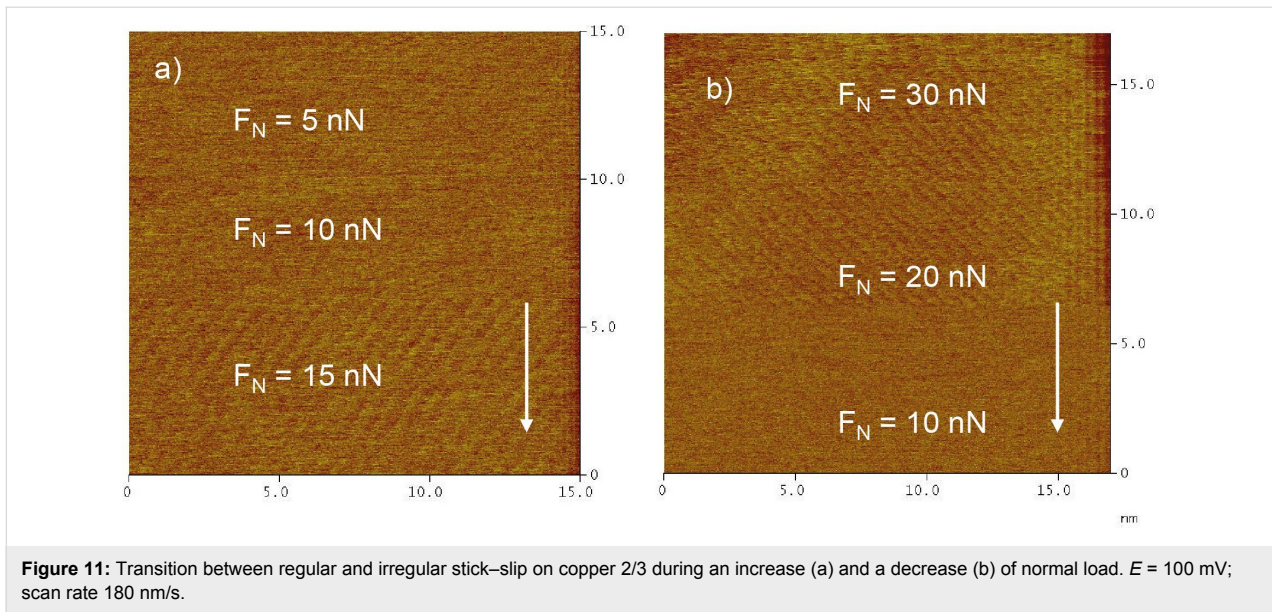 a)
F_N = 5 nN
F_N = 10 nN
F_N = 15 nN
15.0
10.0
5.0
0
0 5.0 10.0 15.0
b)
F_N = 30 nN
F_N = 20 nN
F_N = 10 nN
15.0
10.0
5.0
0
0 5.0 10.0 15.0
nm
Figure 11: Transition between regular and irregular stick–slip on copper 2/3 during an increase (a) and a decrease (b) of normal load. E = 100 mV;
scan rate 180 nm/s.